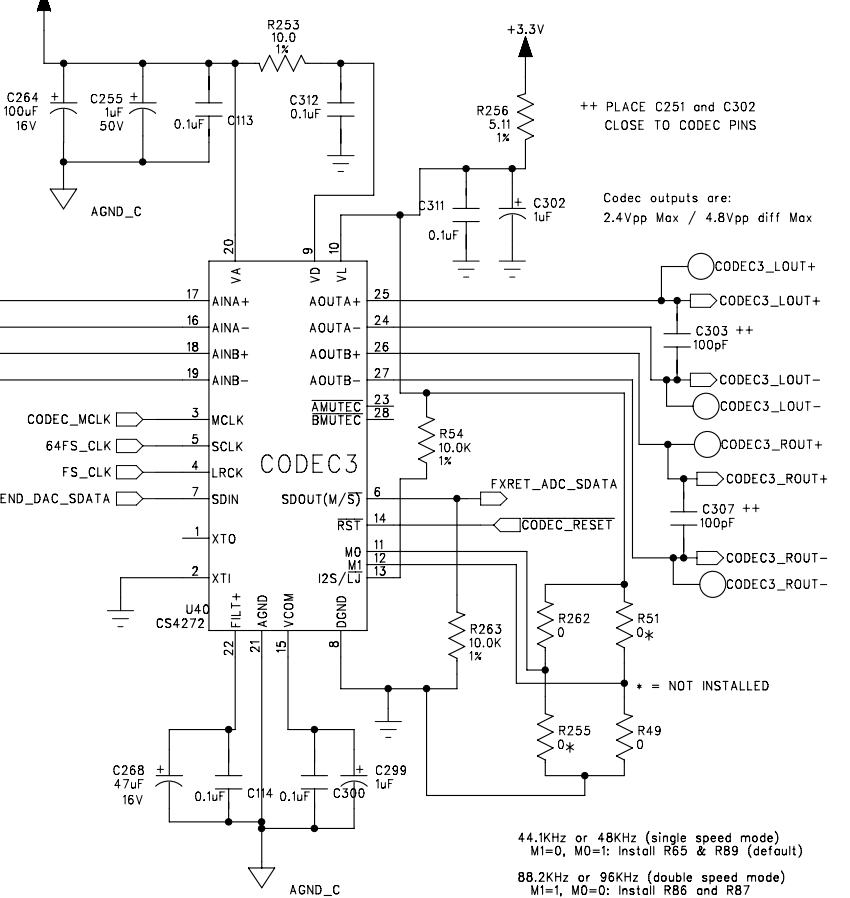 R253
10.0
1%
+3.3V
C264
100uF
16V
C255
1uF
50V
0.1uF
C113
C312
0.1uF
R256
5.11
1%
++ PLACE C251 and C302
CLOSE TO CODEC PINS
AGND_C
C311
0.1uF
C302
1uF
Codec outputs are:
2.4Vpp Max / 4.8Vpp diff Max
20
9
10
VA
VD
VL
CODEC3_LOUT+
17
AINA+
AOUTA+
25
CODEC3_LOUT+
16
AINA-
AOUTA-
24
C303 ++
100pF
18
AINB+
AOUTB+
26
19
AINB-
AOUTB-
27
CODEC3_LOUT-
CODEC3_LOUT-
AMUTEC
23
BMUTEC
28
CODEC_MCLK
3
MCLK
64FS_CLK
5
SCLK
R54
10.0K
1%
CODEC3_ROUT+
CODEC3
FS_CLK
4
LRCK
CODEC3_ROUT+
END_DAC_SDATA
7
SDIN
SDOUT(M/S)
6
FXRET_ADC_SDATA
C307 ++
100pF
RST
14
CODEC_RESET
1
XTO
M0
11
M1
12
CODEC3_ROUT-
2
XTI
I2S/LJ
13
CODEC3_ROUT-
U40
CS4272
FILT+
AGND
VCOM
DGND
22
21
15
8
R262
0
R51
0*
R263
10.0K
1%
* = NOT INSTALLED
R255
0*
R49
0
C268
47uF
16V
0.1uF
C114
0.1uF
C300
C299
1uF
44.1KHz or 48KHz (single speed mode)
M1=0, M0=1: Install R65 & R89 (default)
88.2KHz or 96KHz (double speed mode)
M1=1, M0=0: Install R86 and R87
AGND_C